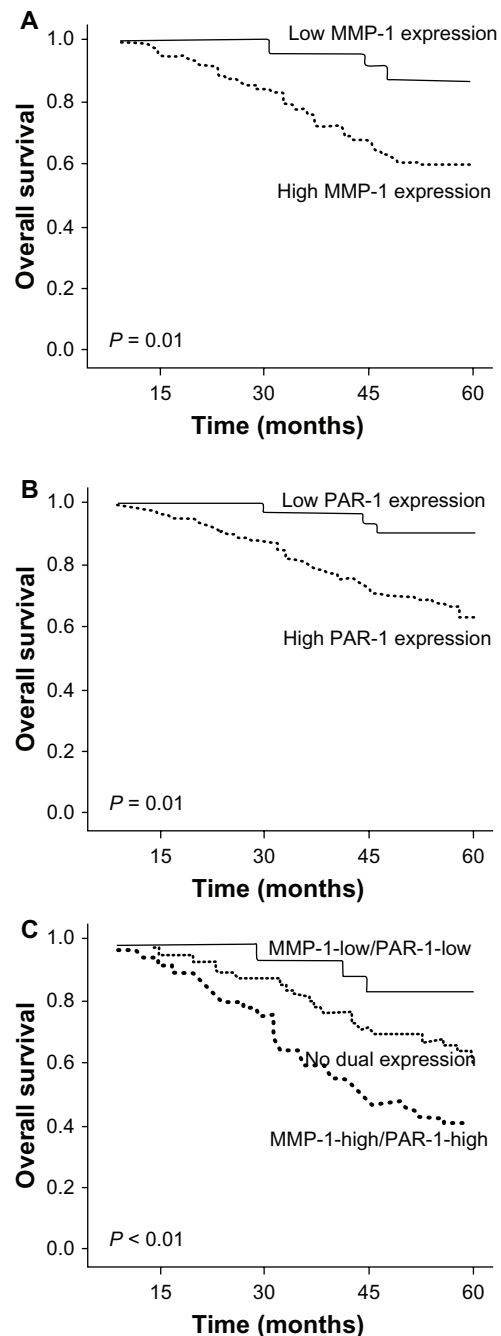 A
Low MMP-1 expression
1.0
0.8
0.6
High MMP-1 expression
0.4
0.2
0.0
Overall survival
P = 0.01
15 30 45 60
Time (months)
B
Low PAR-1 expression
1.0
0.8
0.6
High PAR-1 expression
0.4
0.2
0.0
Overall survival
P = 0.01
15 30 45 60
Time (months)
C
MMP-1-low/PAR-1-low
1.0
0.8
No dual expression
0.6
0.4
MMP-1-high/PAR-1-high
0.2
0.0
Overall survival
P < 0.01
15 30 45 60
Time (months)